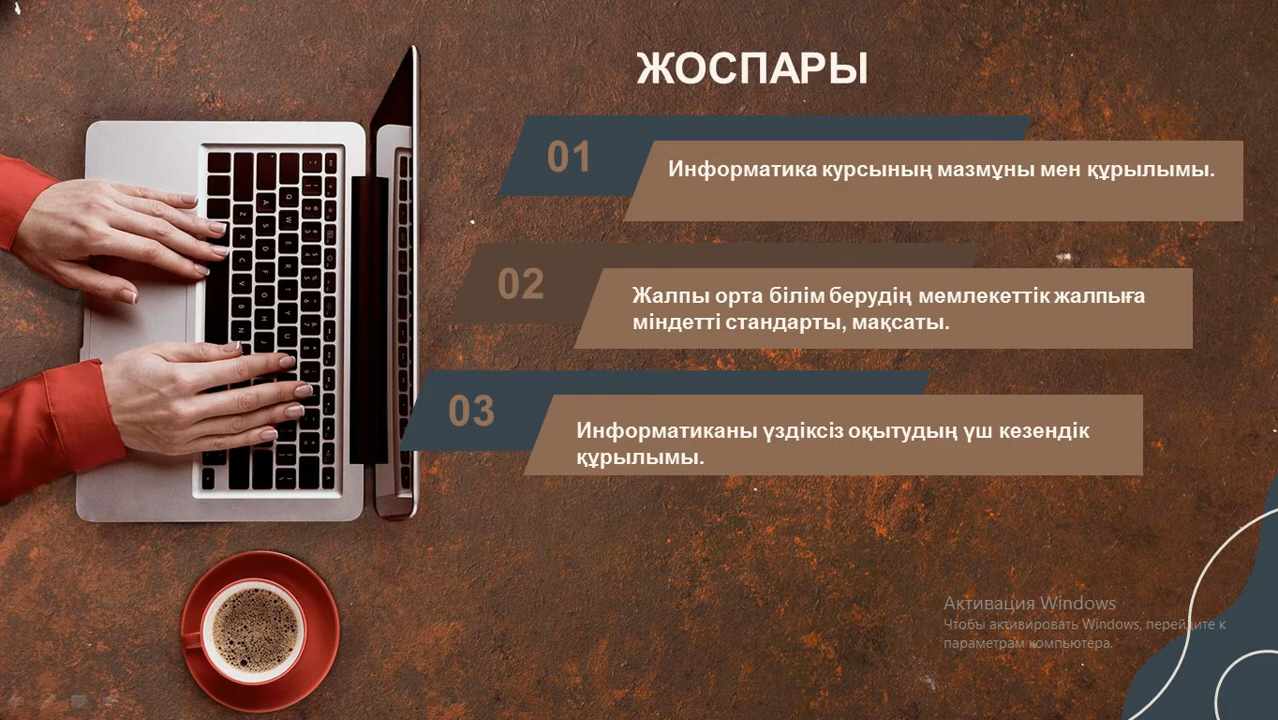 ЖОСПАРЫ
01
Информатика курсының мазмұны мен құрылымы.
02
Жалпы орта білім берудің мемлекеттік жалпыға
міндетті стандарты, мақсаты.
03
Информатиканы үздіксіз оқытудың үш кезендік
құрылымы.
Активация Windows
Чтобы активировать Windows, перейдите к
параметрам компьютера.